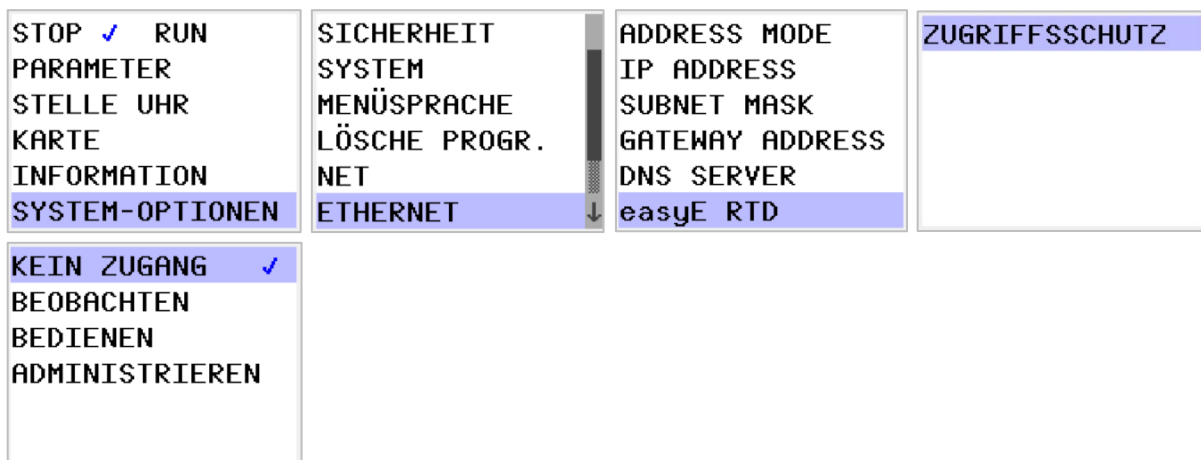 STOP ✓ RUN
PARAMETER
STELLE UHR
KARTE
INFORMATION
SYSTEM-OPTIONEN
SICHERHEIT
SYSTEM
MENÜSPRACHE
LÖSCHE PROGR.
NET
ETHERNET
ADDRESS MODE
IP ADDRESS
SUBNET MASK
GATEWAY ADDRESS
DNS SERVER
easyE RTD
ZUGRIFFSSCHUTZ
KEIN ZUGANG ✓
BEOBACHTEN
BEDIENEN
ADMINISTRIEREN